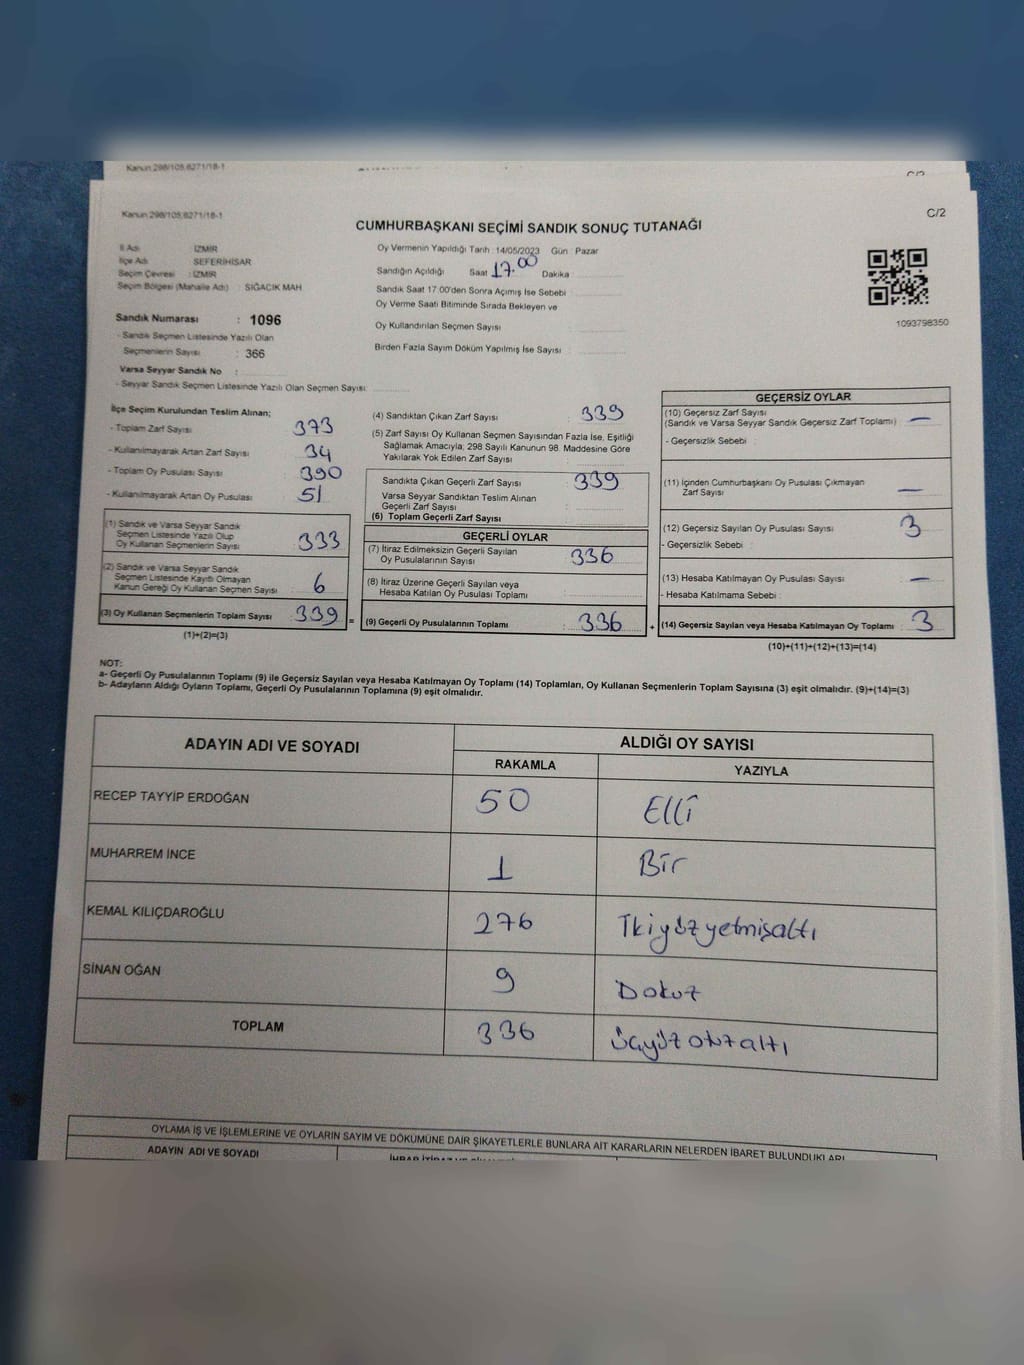 Kanun 298/105,6271/18-1
C/2
Kanun 298/105,6271/18-1
C/2
CUMHURBAŞKANI SEÇİMİ SANDIK SONUÇ TUTANAĞI
İl Adı : İZMİR
İlçe Adı : SEFERİHİSAR
Seçim Çevresi : İZMİR
Seçim Bölgesi (Mahalle Adı) : SIĞACIK MAH
Sandık Numarası : 1096
- Sandık Seçmen Listesinde Yazılı Olan
Seçmenlerin Sayısı : 366
Varsa Seyyar Sandık No :
- Seyyar Sandık Seçmen Listesinde Yazılı Olan Seçmen Sayısı:
Oy Vermenin Yapıldığı Tarih : 14/05/2023 Gün : Pazar
Sandığın Açıldığı Saat 17.00 Dakika :
Sandık Saat 17.00'den Sonra Açımış İse Sebebi :
Oy Verme Saati Bitiminde Sırada Bekleyen ve
Oy Kullandırılan Seçmen Sayısı :
Birden Fazla Sayım Döküm Yapılmış İse Sayısı :
1093798350
İlçe Seçim Kurulundan Teslim Alınan;
- Toplam Zarf Sayısı : 373
- Kullanılmayarak Artan Zarf Sayısı : 34
- Toplam Oy Pusulası Sayısı : 390
- Kullanılmayarak Artan Oy Pusulası : 51
(1) Sandık ve Varsa Seyyar Sandık
Seçmen Listesinde Yazılı Olup
Oy Kullanan Seçmenlerin Sayısı : 333
(2) Sandık ve Varsa Seyyar Sandık
Seçmen Listesinde Kayıtlı Olmayan
Kanun Gereği Oy Kullanan Seçmen Sayısı : 6
(3) Oy Kullanan Seçmenlerin Toplam Sayısı : 339 =
(1)+(2)=(3)
(4) Sandıktan Çıkan Zarf Sayısı : 339
(5) Zarf Sayısı Oy Kullanan Seçmen Sayısından Fazla İse, Eşitliği
Sağlamak Amacıyla; 298 Sayılı Kanunun 98. Maddesine Göre
Yakılarak Yok Edilen Zarf Sayısı :
Sandıkta Çıkan Geçerli Zarf Sayısı : 339
Varsa Seyyar Sandıktan Teslim Alınan
Geçerli Zarf Sayısı :
(6) Toplam Geçerli Zarf Sayısı :
GEÇERLİ OYLAR
(7) İtiraz Edilmeksizin Geçerli Sayılan
Oy Pusulalarının Sayısı : 336
(8) İtiraz Üzerine Geçerli Sayılan veya
Hesaba Katılan Oy Pusulası Toplamı :
(9) Geçerli Oy Pusulalarının Toplamı : 336 +
GEÇERSİZ OYLAR
(10) Geçersiz Zarf Sayısı
(Sandık ve Varsa Seyyar Sandık Geçersiz Zarf Toplamı) : —
- Geçersizlik Sebebi :
(11) İçinden Cumhurbaşkanı Oy Pusulası Çıkmayan
Zarf Sayısı : —
(12) Geçersiz Sayılan Oy Pusulası Sayısı : 3
- Geçersizlik Sebebi :
(13) Hesaba Katılmayan Oy Pusulası Sayısı : —
- Hesaba Katılmama Sebebi :
(14) Geçersiz Sayılan veya Hesaba Katılmayan Oy Toplamı : 3
(10)+(11)+(12)+(13)=(14)
NOT:
a- Geçerli Oy Pusulalarının Toplamı (9) ile Geçersiz Sayılan veya Hesaba Katılmayan Oy Toplamı (14) Toplamları, Oy Kullanan Seçmenlerin Toplam Sayısına (3) eşit olmalıdır. (9)+(14)=(3)
b- Adayların Aldığı Oyların Toplamı, Geçerli Oy Pusulalarının Toplamına (9) eşit olmalıdır.
ADAYIN ADI VE SOYADI
ALDIĞI OY SAYISI
RAKAMLA YAZIYLA
RECEP TAYYİP ERDOĞAN 50 Elli
MUHARREM İNCE 1 Bir
KEMAL KILIÇDAROĞLU 276 İkiyüzyetmişaltı
SİNAN OĞAN 9 Dokuz
TOPLAM 336 üçyüzotuzaltı
OYLAMA İŞ VE İŞLEMLERİNE VE OYLARIN SAYIM VE DÖKÜMÜNE DAİR ŞİKAYETLERLE BUNLARA AİT KARARLARIN NELERDEN İBARET BULUNDUKLARI
ADAYIN ADI VE SOYADI